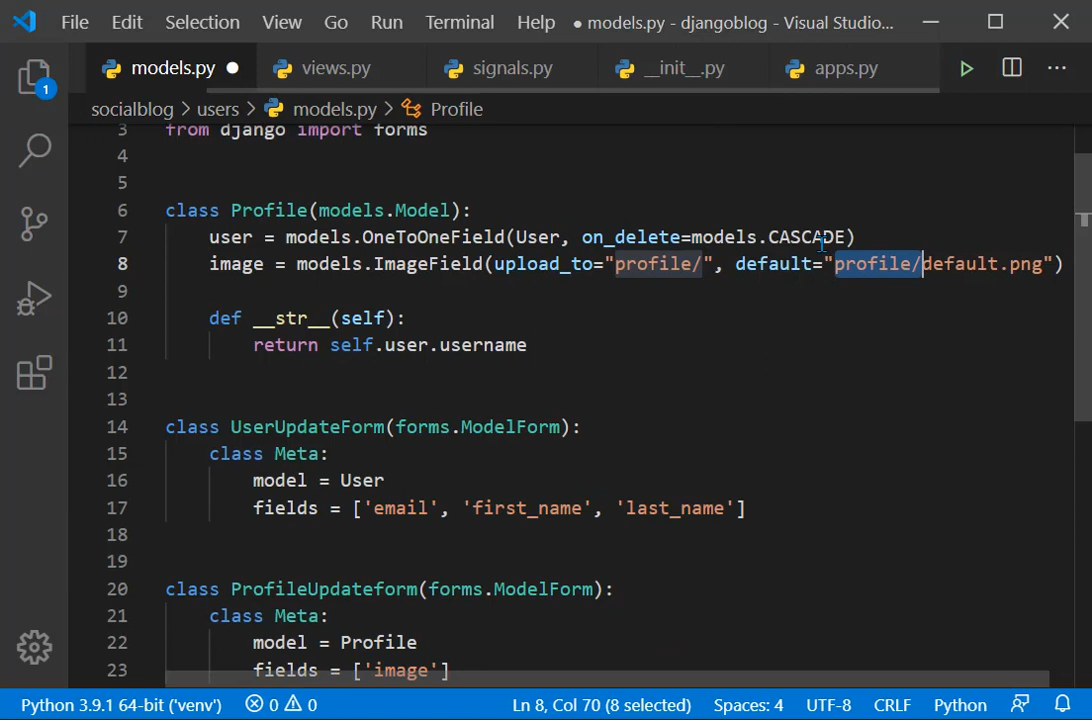 File Edit Selection View Go Run Terminal Help ● models.py - djangoblog - Visual Studio...
models.py ● views.py signals.py __init__.py apps.py
1
socialblog > users > models.py > Profile
3 from django import forms
4
5
6 class Profile(models.Model):
7 user = models.OneToOneField(User, on_delete=models.CASCADE)
8 image = models.ImageField(upload_to="profile/", default="profile/default.png")
9
10 def __str__(self):
11 return self.user.username
12
13
14 class UserUpdateForm(forms.ModelForm):
15 class Meta:
16 model = User
17 fields = ['email', 'first_name', 'last_name']
18
19
20 class ProfileUpdateform(forms.ModelForm):
21 class Meta:
22 model = Profile
23 fields = ['image']
Python 3.9.1 64-bit ('venv') 0 0 Ln 8, Col 70 (8 selected) Spaces: 4 UTF-8 CRLF Python